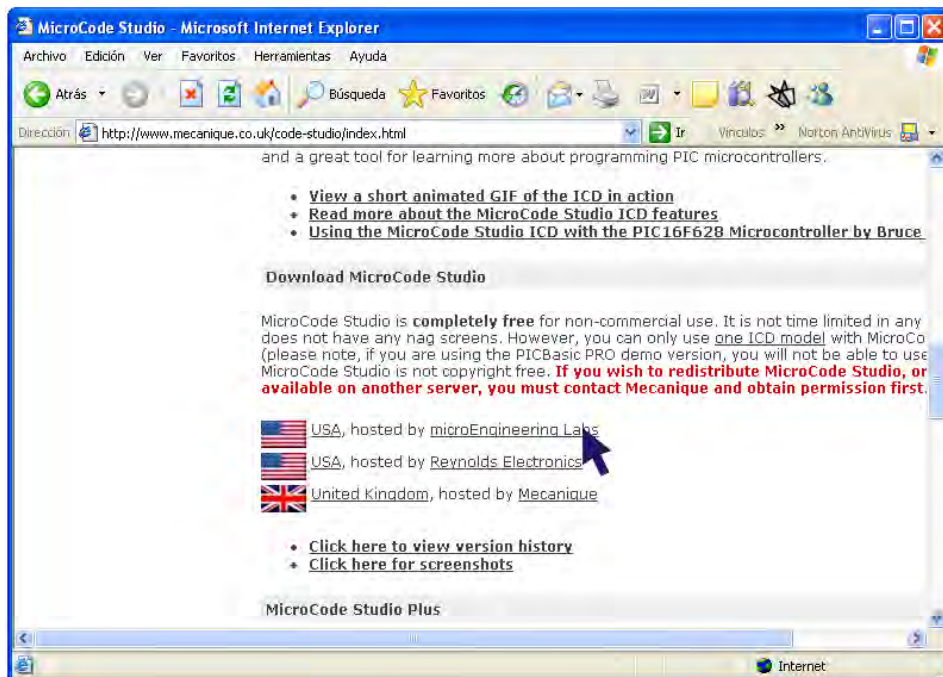 MicroCode Studio - Microsoft Internet Explorer
Archivo Edición Ver Favoritos Herramientas Ayuda
Atrás Búsqueda Favoritos
Dirección http://www.mecanique.co.uk/code-studio/index.html Ir Vínculos » Norton AntiVirus
and a great tool for learning more about programming PIC microcontrollers.
• View a short animated GIF of the ICD in action
• Read more about the MicroCode Studio ICD features
• Using the MicroCode Studio ICD with the PIC16F628 Microcontroller by Bruce
Download MicroCode Studio
MicroCode Studio is completely free for non-commercial use. It is not time limited in any
does not have any nag screens. However, you can only use one ICD model with MicroCo
(please note, if you are using the PICBasic PRO demo version, you will not be able to use
MicroCode Studio is not copyright free. If you wish to redistribute MicroCode Studio, or
available on another server, you must contact Mecanique and obtain permission first.
USA, hosted by microEngineering Labs
USA, hosted by Reynolds Electronics
United Kingdom, hosted by Mecanique
• Click here to view version history
• Click here for screenshots
MicroCode Studio Plus
Internet